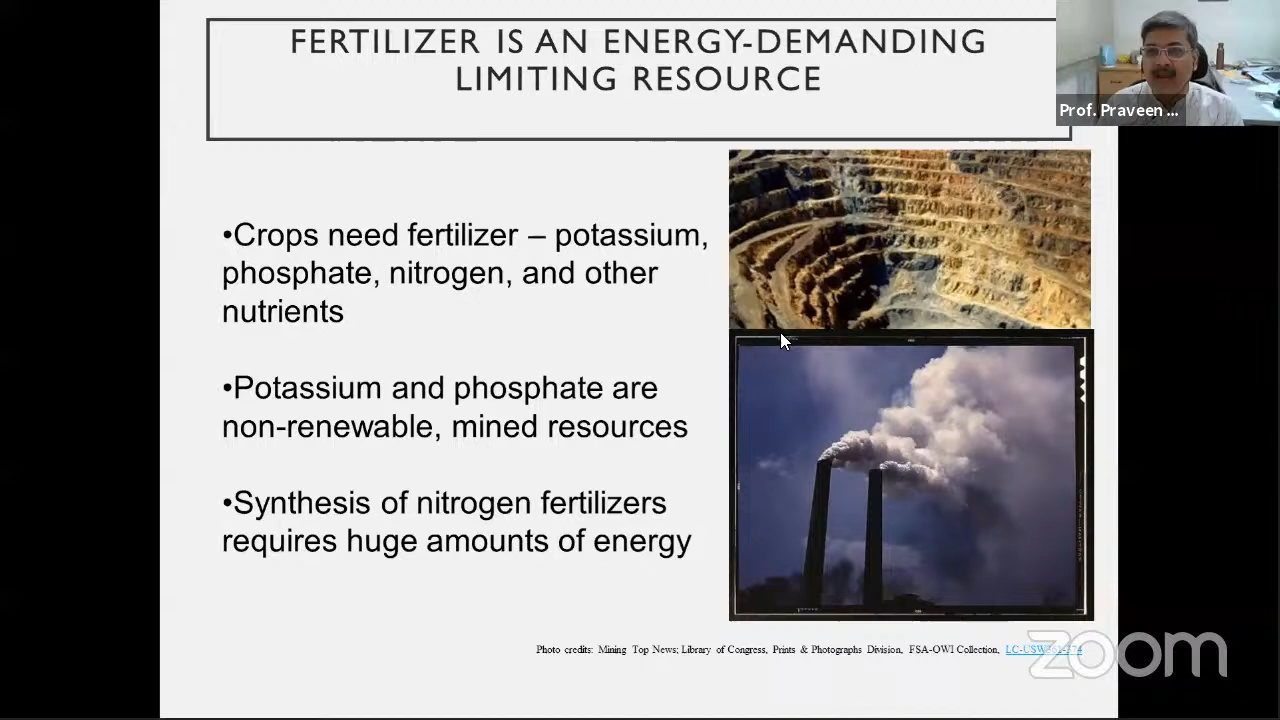 FERTILIZER IS AN ENERGY-DEMANDING
LIMITING RESOURCE
Prof. Praveen ...
•Crops need fertilizer – potassium,
phosphate, nitrogen, and other
nutrients
•Potassium and phosphate are
non-renewable, mined resources
•Synthesis of nitrogen fertilizers
requires huge amounts of energy
Photo credits: Mining Top News; Library of Congress, Prints & Photographs Division, FSA-OWI Collection,
zoom